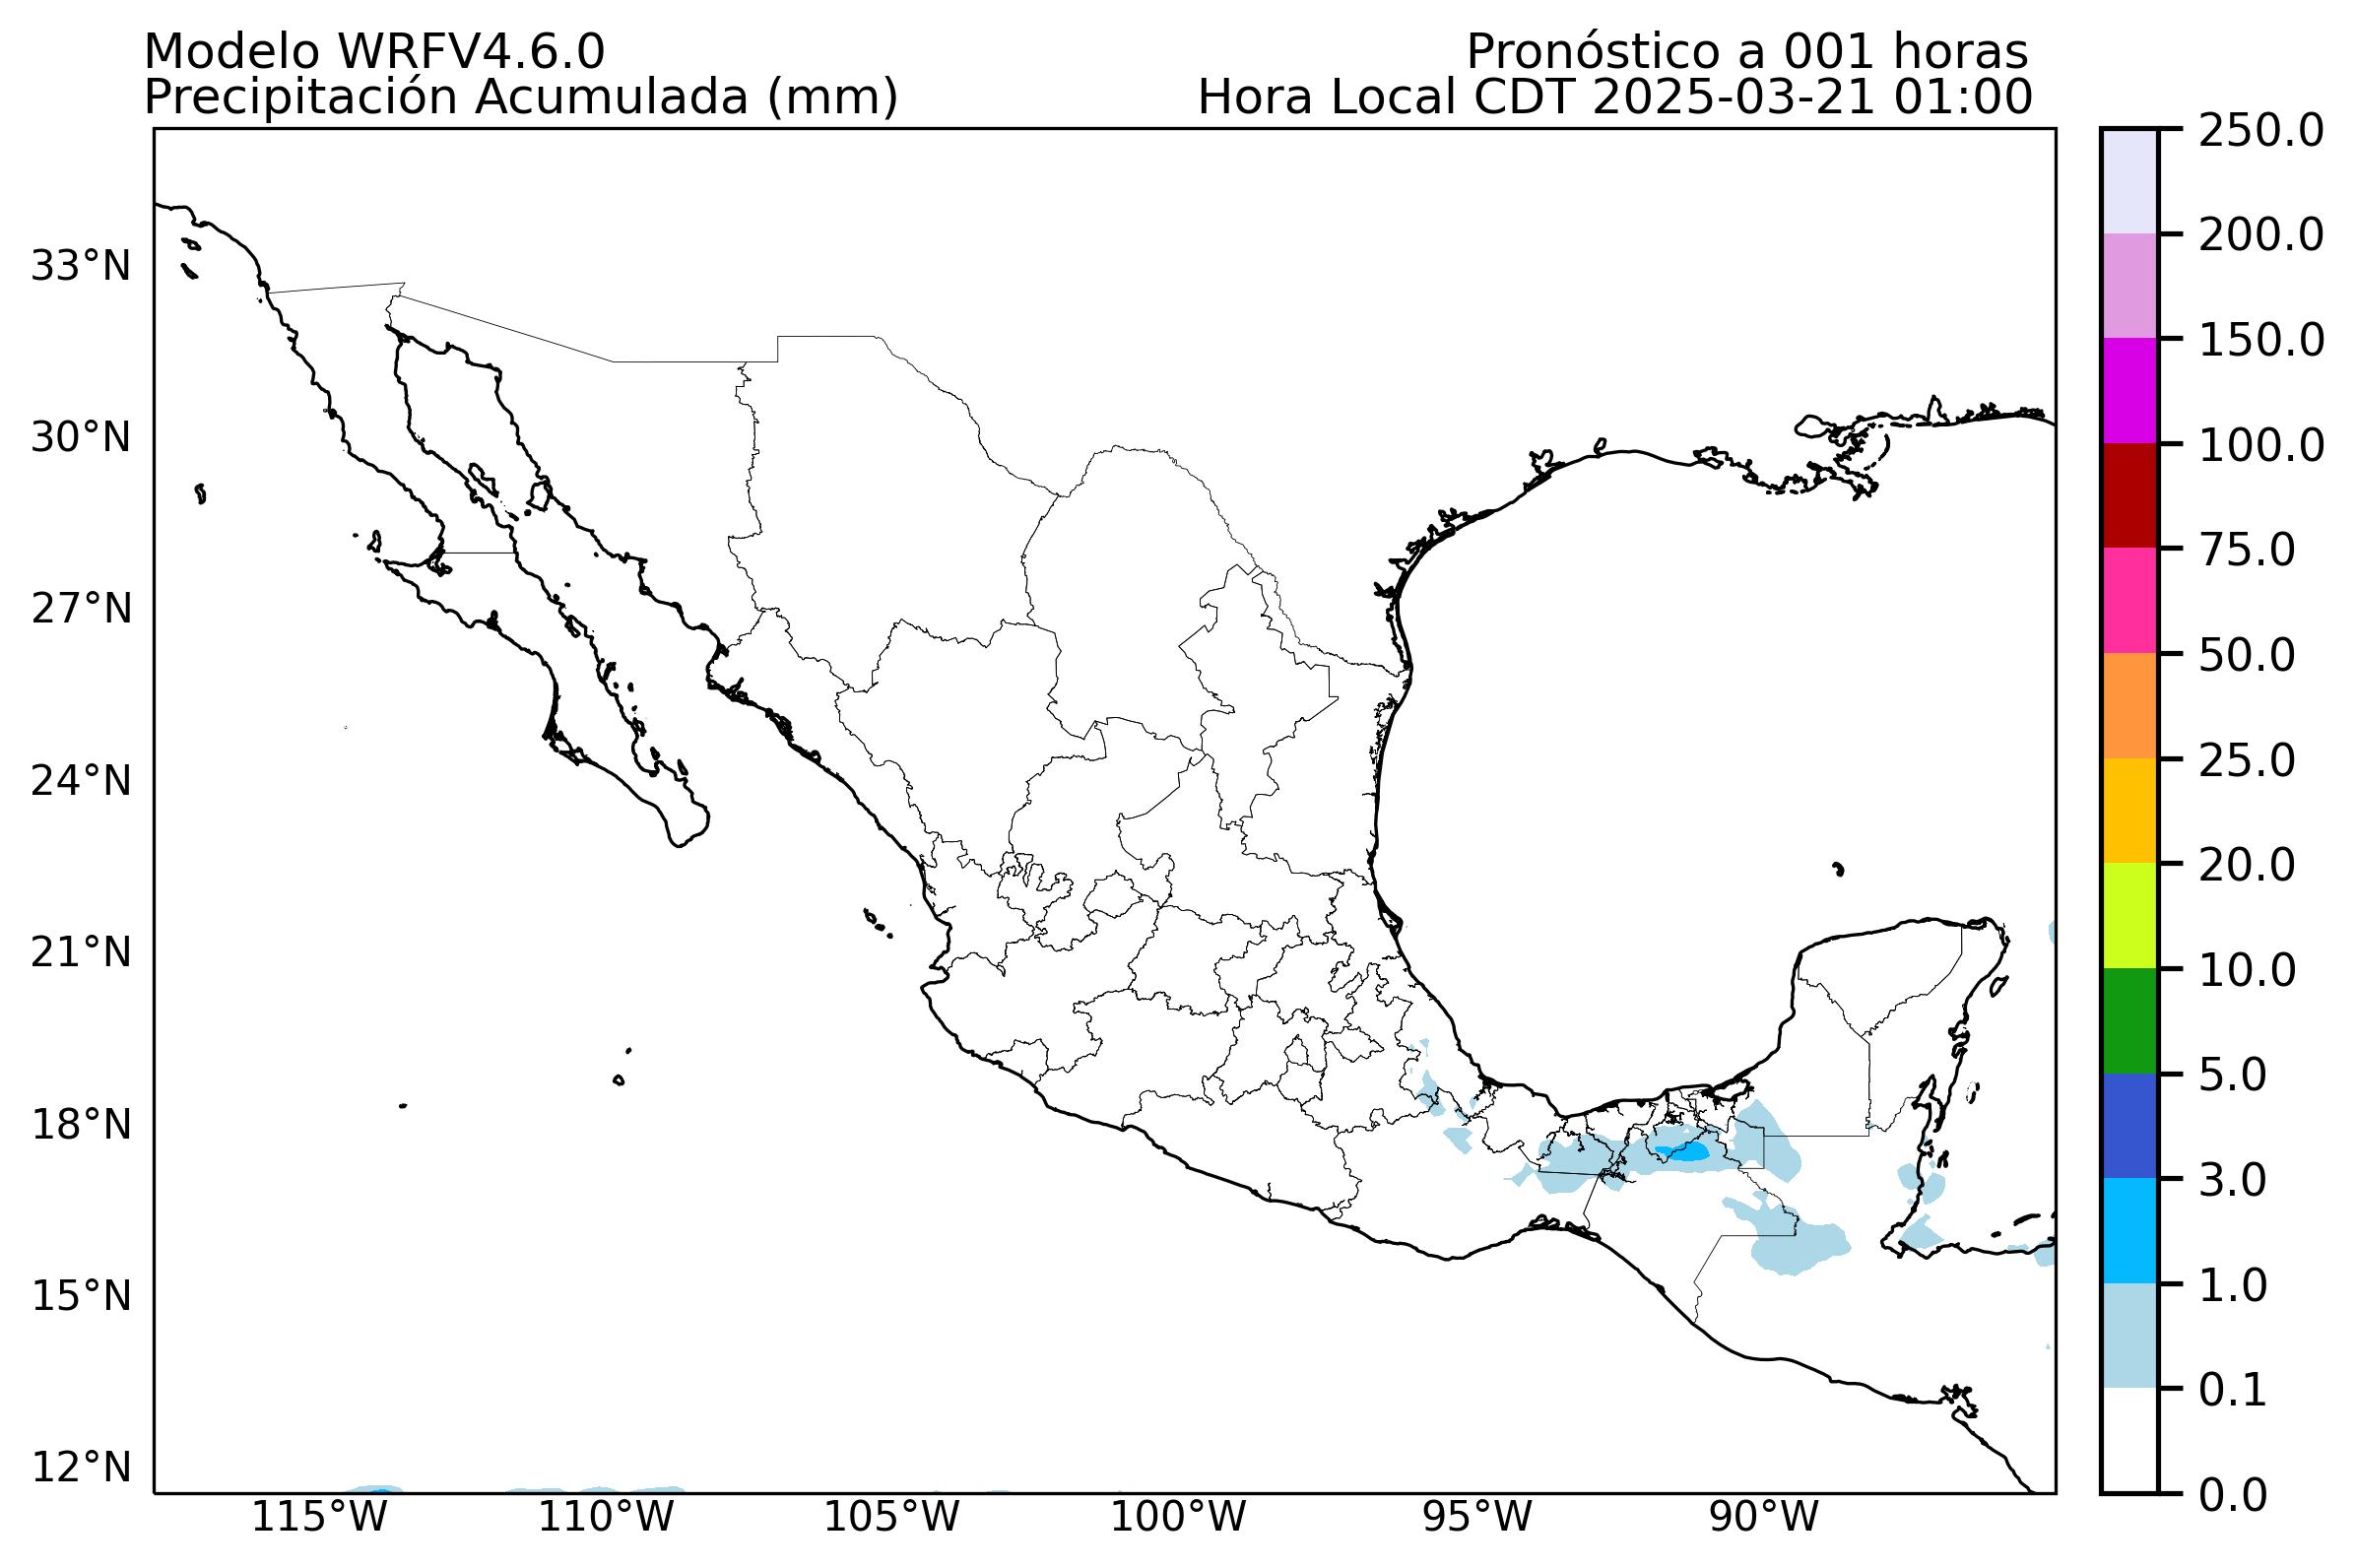 Modelo WRFV4.6.0
Pronóstico a 001 horas
Precipitación Acumulada (mm)
Hora Local CDT 2025-03-21 01:00
33°N
30°N
27°N
24°N
21°N
18°N
15°N
12°N
115°W
110°W
105°W
100°W
95°W
90°W
250.0
200.0
150.0
100.0
75.0
50.0
25.0
20.0
10.0
5.0
3.0
1.0
0.1
0.0